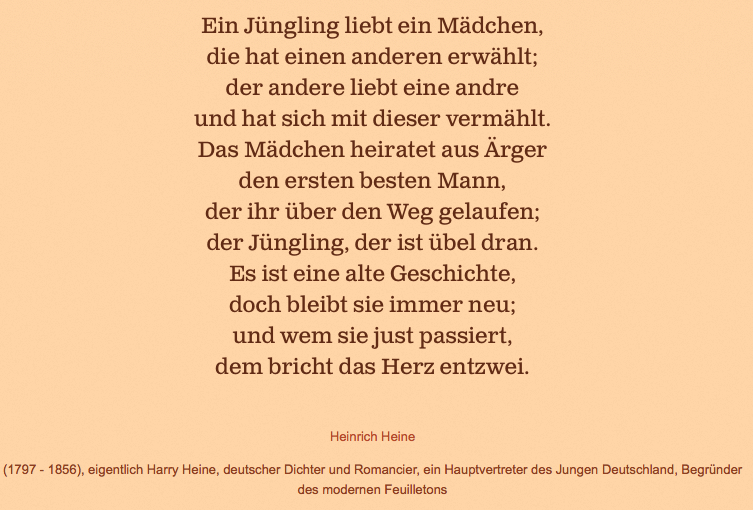 Ein Jüngling liebt ein Mädchen,
die hat einen anderen erwählt;
der andere liebt eine andre
und hat sich mit dieser vermählt.
Das Mädchen heiratet aus Ärger
den ersten besten Mann,
der ihr über den Weg gelaufen;
der Jüngling, der ist übel dran.
Es ist eine alte Geschichte,
doch bleibt sie immer neu;
und wem sie just passiert,
dem bricht das Herz entzwei.
Heinrich Heine
(1797 - 1856), eigentlich Harry Heine, deutscher Dichter und Romancier, ein Hauptvertreter des Jungen Deutschland, Begründer
des modernen Feuilletons